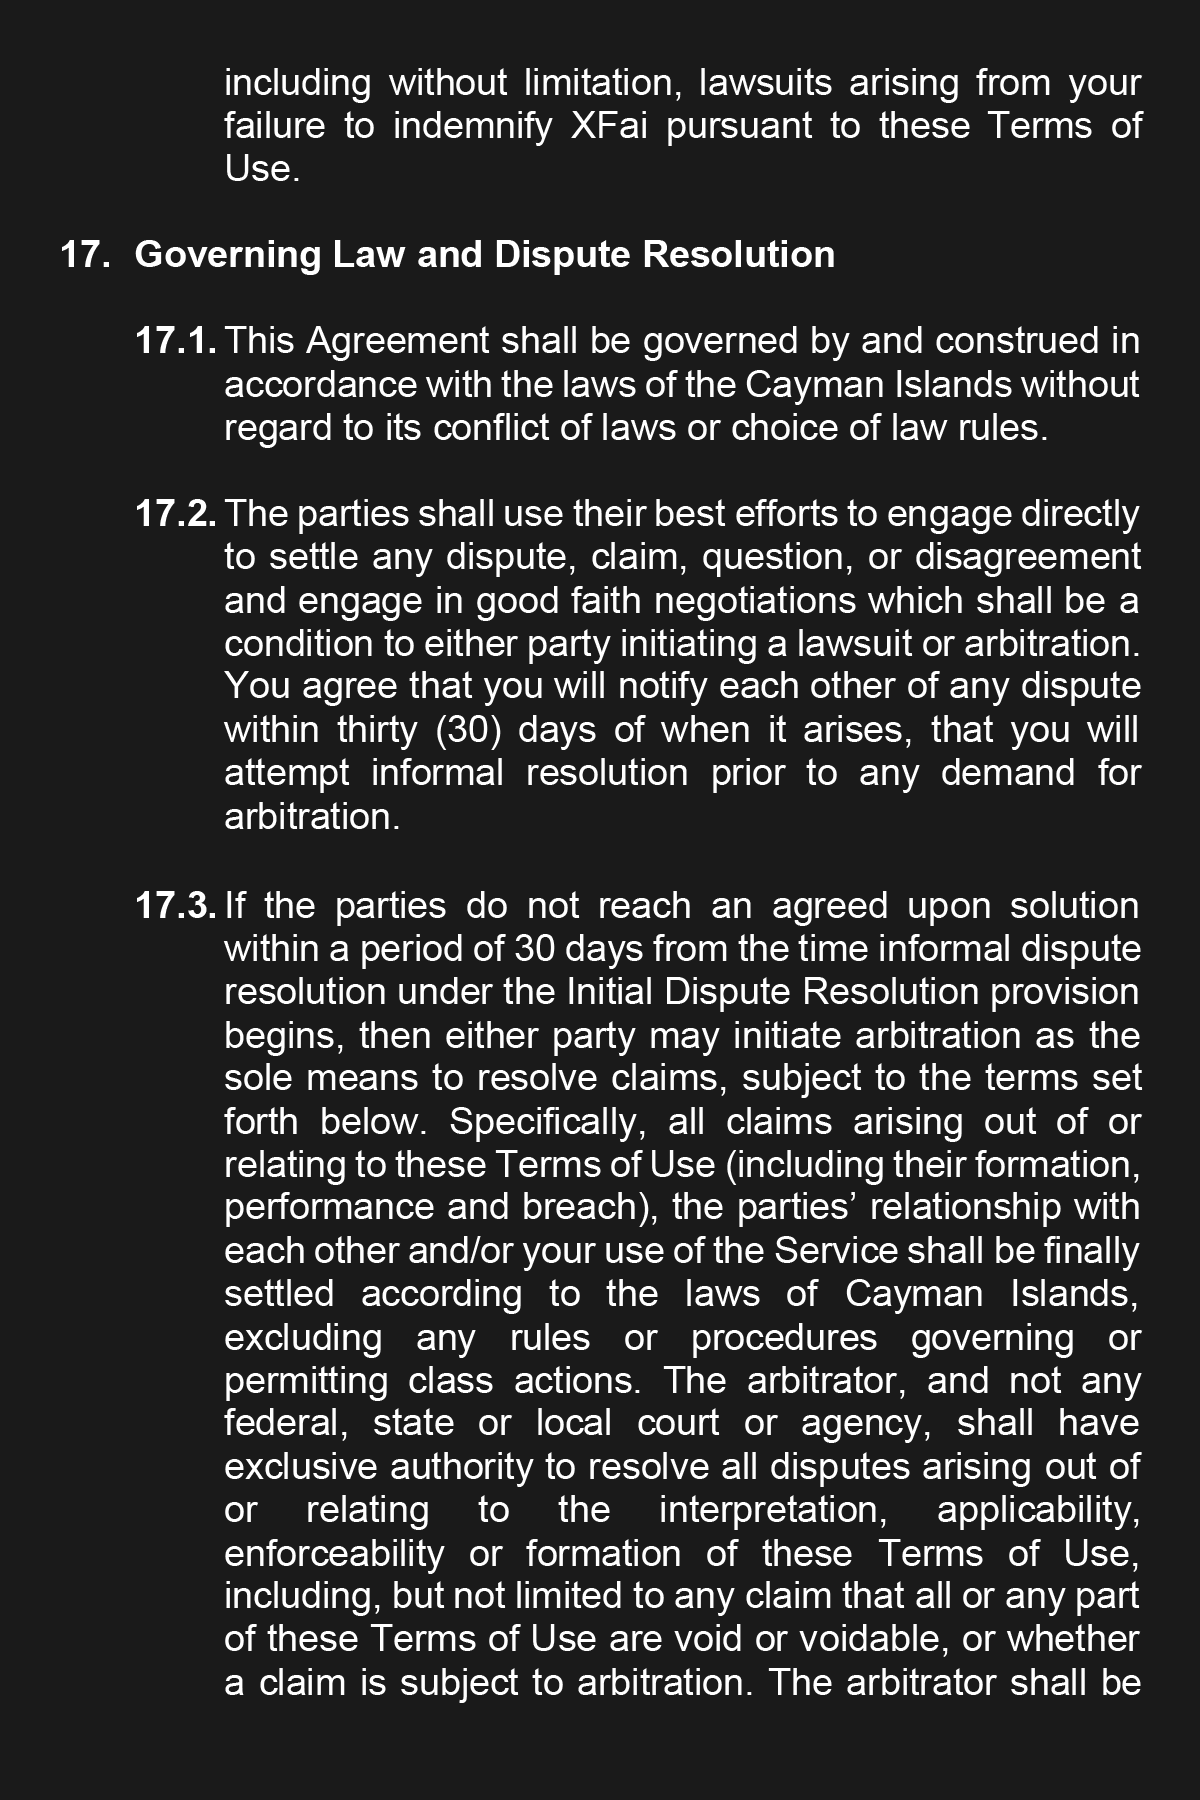 including without limitation, lawsuits arising from your
failure to indemnify XFai pursuant to these Terms of
Use.
17. Governing Law and Dispute Resolution
17.1. This Agreement shall be governed by and construed in
accordance with the laws of the Cayman Islands without
regard to its conflict of laws or choice of law rules.
17.2. The parties shall use their best efforts to engage directly
to settle any dispute, claim, question, or disagreement
and engage in good faith negotiations which shall be a
condition to either party initiating a lawsuit or arbitration.
You agree that you will notify each other of any dispute
within thirty (30) days of when it arises, that you will
attempt informal resolution prior to any demand for
arbitration.
17.3. If the parties do not reach an agreed upon solution
within a period of 30 days from the time informal dispute
resolution under the Initial Dispute Resolution provision
begins, then either party may initiate arbitration as the
sole means to resolve claims, subject to the terms set
forth below. Specifically, all claims arising out of or
relating to these Terms of Use (including their formation,
performance and breach), the parties’ relationship with
each other and/or your use of the Service shall be finally
settled according to the laws of Cayman Islands,
excluding any rules or procedures governing or
permitting class actions. The arbitrator, and not any
federal, state or local court or agency, shall have
exclusive authority to resolve all disputes arising out of
or relating to the interpretation, applicability,
enforceability or formation of these Terms of Use,
including, but not limited to any claim that all or any part
of these Terms of Use are void or voidable, or whether
a claim is subject to arbitration. The arbitrator shall be